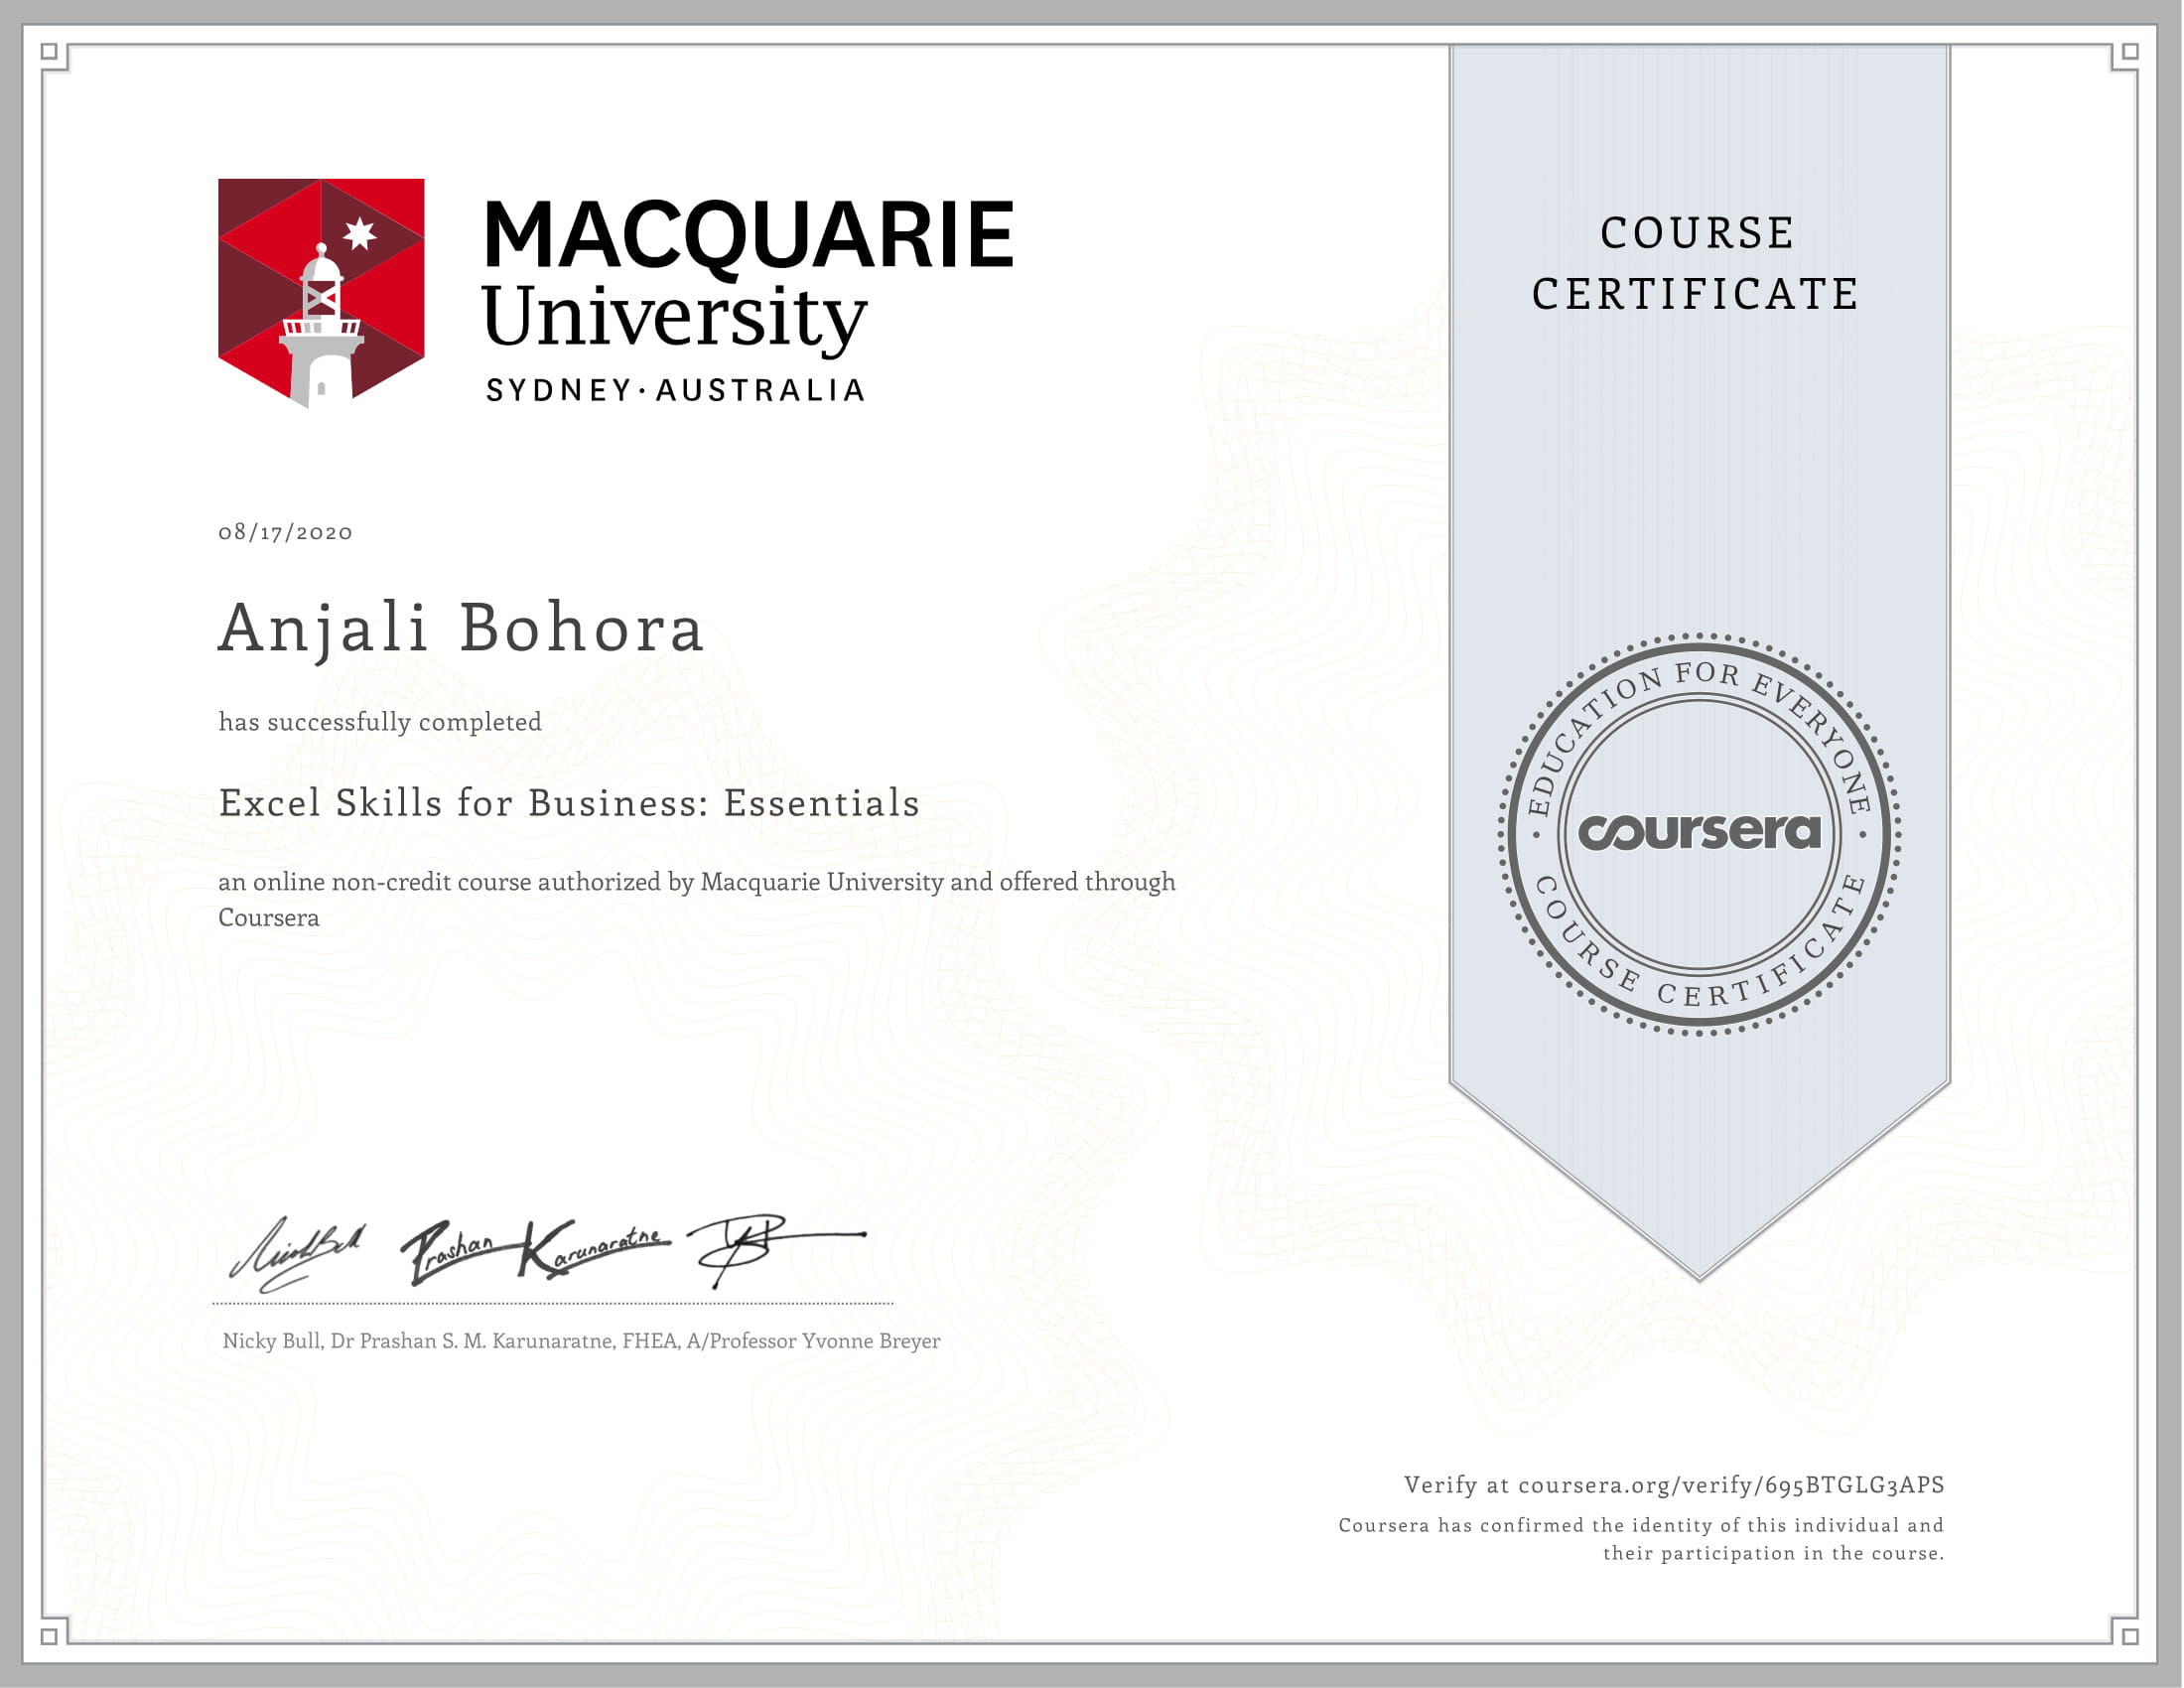 MACQUARIE
University
SYDNEY·AUSTRALIA
COURSE
CERTIFICATE
08/17/2020
Anjali Bohora
has successfully completed
Excel Skills for Business: Essentials
an online non-credit course authorized by Macquarie University and offered through
Coursera
EDUCATION FOR EVERYONE
coursera
COURSE CERTIFICATE
Prashan Karunaratne
Nicky Bull, Dr Prashan S. M. Karunaratne, FHEA, A/Professor Yvonne Breyer
Verify at coursera.org/verify/695BTGLG3APS
Coursera has confirmed the identity of this individual and
their participation in the course.